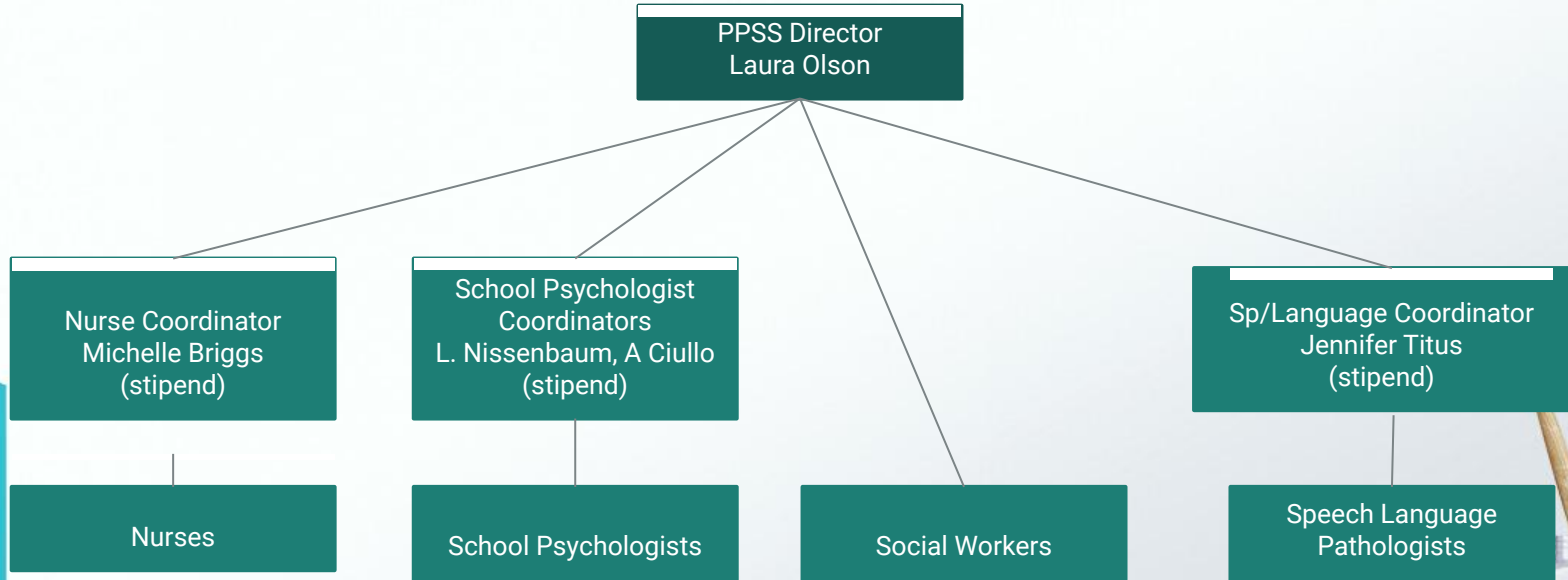 PPSS Director
Laura Olson
Nurse Coordinator
Michelle Briggs
(stipend)
School Psychologist
Coordinators
L. Nissenbaum, A Ciullo
(stipend)
Sp/Language Coordinator
Jennifer Titus
(stipend)
Nurses
School Psychologists
Social Workers
Speech Language
Pathologists